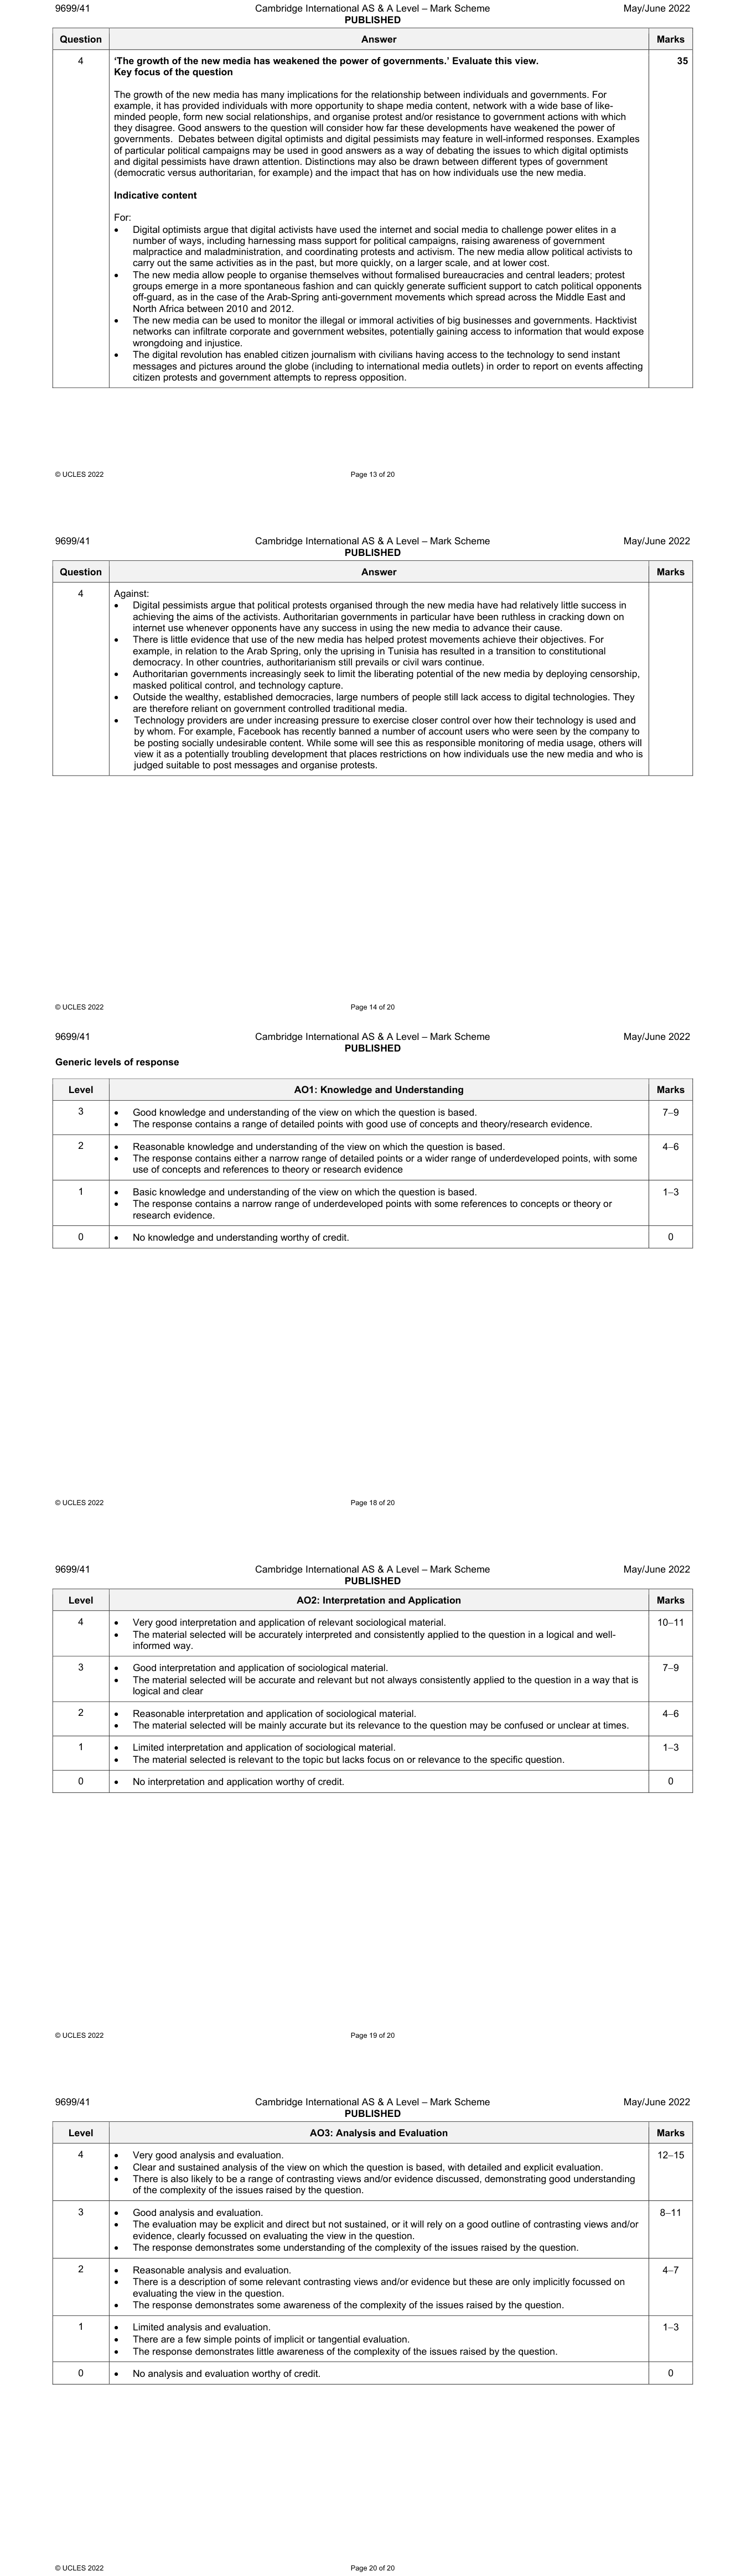 9699/41 Cambridge International AS & A Level – Mark Scheme May/June 2022
PUBLISHED
Question Answer Marks
4 ‘The growth of the new media has weakened the power of governments.’ Evaluate this view. 35
Key focus of the question
The growth of the new media has many implications for the relationship between individuals and governments. For
example, it has provided individuals with more opportunity to shape media content, network with a wide base of like-
minded people, form new social relationships, and organise protest and/or resistance to government actions with which
they disagree. Good answers to the question will consider how far these developments have weakened the power of
governments. Debates between digital optimists and digital pessimists may feature in well-informed responses. Examples
of particular political campaigns may be used in good answers as a way of debating the issues to which digital optimists
and digital pessimists have drawn attention. Distinctions may also be drawn between different types of government
(democratic versus authoritarian, for example) and the impact that has on how individuals use the new media.
Indicative content
For:
• Digital optimists argue that digital activists have used the internet and social media to challenge power elites in a
number of ways, including harnessing mass support for political campaigns, raising awareness of government
malpractice and maladministration, and coordinating protests and activism. The new media allow political activists to
carry out the same activities as in the past, but more quickly, on a larger scale, and at lower cost.
• The new media allow people to organise themselves without formalised bureaucracies and central leaders; protest
groups emerge in a more spontaneous fashion and can quickly generate sufficient support to catch political opponents
off-guard, as in the case of the Arab-Spring anti-government movements which spread across the Middle East and
North Africa between 2010 and 2012.
• The new media can be used to monitor the illegal or immoral activities of big businesses and governments. Hacktivist
networks can infiltrate corporate and government websites, potentially gaining access to information that would expose
wrongdoing and injustice.
• The digital revolution has enabled citizen journalism with civilians having access to the technology to send instant
messages and pictures around the globe (including to international media outlets) in order to report on events affecting
citizen protests and government attempts to repress opposition.
© UCLES 2022 Page 13 of 20
9699/41 Cambridge International AS & A Level – Mark Scheme May/June 2022
PUBLISHED
Question Answer Marks
4 Against:
• Digital pessimists argue that political protests organised through the new media have had relatively little success in
achieving the aims of the activists. Authoritarian governments in particular have been ruthless in cracking down on
internet use whenever opponents have any success in using the new media to advance their cause.
• There is little evidence that use of the new media has helped protest movements achieve their objectives. For
example, in relation to the Arab Spring, only the uprising in Tunisia has resulted in a transition to constitutional
democracy. In other countries, authoritarianism still prevails or civil wars continue.
• Authoritarian governments increasingly seek to limit the liberating potential of the new media by deploying censorship,
masked political control, and technology capture.
• Outside the wealthy, established democracies, large numbers of people still lack access to digital technologies. They
are therefore reliant on government controlled traditional media.
• Technology providers are under increasing pressure to exercise closer control over how their technology is used and
by whom. For example, Facebook has recently banned a number of account users who were seen by the company to
be posting socially undesirable content. While some will see this as responsible monitoring of media usage, others will
view it as a potentially troubling development that places restrictions on how individuals use the new media and who is
judged suitable to post messages and organise protests.
© UCLES 2022 Page 14 of 20
9699/41 Cambridge International AS & A Level – Mark Scheme May/June 2022
PUBLISHED
Generic levels of response
Level AO1: Knowledge and Understanding Marks
3 • Good knowledge and understanding of the view on which the question is based. 7–9
• The response contains a range of detailed points with good use of concepts and theory/research evidence.
2 • Reasonable knowledge and understanding of the view on which the question is based. 4–6
• The response contains either a narrow range of detailed points or a wider range of underdeveloped points, with some
use of concepts and references to theory or research evidence
1 • Basic knowledge and understanding of the view on which the question is based. 1–3
• The response contains a narrow range of underdeveloped points with some references to concepts or theory or
research evidence.
0 • No knowledge and understanding worthy of credit. 0
© UCLES 2022 Page 18 of 20
9699/41 Cambridge International AS & A Level – Mark Scheme May/June 2022
PUBLISHED
Level AO2: Interpretation and Application Marks
4 • Very good interpretation and application of relevant sociological material. 10–11
• The material selected will be accurately interpreted and consistently applied to the question in a logical and well-
informed way.
3 • Good interpretation and application of sociological material. 7–9
• The material selected will be accurate and relevant but not always consistently applied to the question in a way that is
logical and clear
2 • Reasonable interpretation and application of sociological material. 4–6
• The material selected will be mainly accurate but its relevance to the question may be confused or unclear at times.
1 • Limited interpretation and application of sociological material. 1–3
• The material selected is relevant to the topic but lacks focus on or relevance to the specific question.
0 • No interpretation and application worthy of credit. 0
© UCLES 2022 Page 19 of 20
9699/41 Cambridge International AS & A Level – Mark Scheme May/June 2022
PUBLISHED
Level AO3: Analysis and Evaluation Marks
4 • Very good analysis and evaluation. 12–15
• Clear and sustained analysis of the view on which the question is based, with detailed and explicit evaluation.
• There is also likely to be a range of contrasting views and/or evidence discussed, demonstrating good understanding
of the complexity of the issues raised by the question.
3 • Good analysis and evaluation. 8–11
• The evaluation may be explicit and direct but not sustained, or it will rely on a good outline of contrasting views and/or
evidence, clearly focussed on evaluating the view in the question.
• The response demonstrates some understanding of the complexity of the issues raised by the question.
2 • Reasonable analysis and evaluation. 4–7
• There is a description of some relevant contrasting views and/or evidence but these are only implicitly focussed on
evaluating the view in the question.
• The response demonstrates some awareness of the complexity of the issues raised by the question.
1 • Limited analysis and evaluation. 1–3
• There are a few simple points of implicit or tangential evaluation.
• The response demonstrates little awareness of the complexity of the issues raised by the question.
0 • No analysis and evaluation worthy of credit. 0
© UCLES 2022 Page 20 of 20